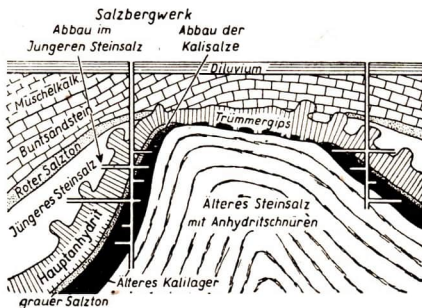 Salzbergwerk
Abbau im
Jüngeren Steinsalz
Abbau der
Kalisalze
Diluvium
Muschelkalk
Buntsandstein
Roter Salzton
Jüngeres Steinsalz
Hauptanhydrit
Trümmergips
Älteres Steinsalz
mit Anhydritschnüren
Älteres Kalilager
grauer Salzton